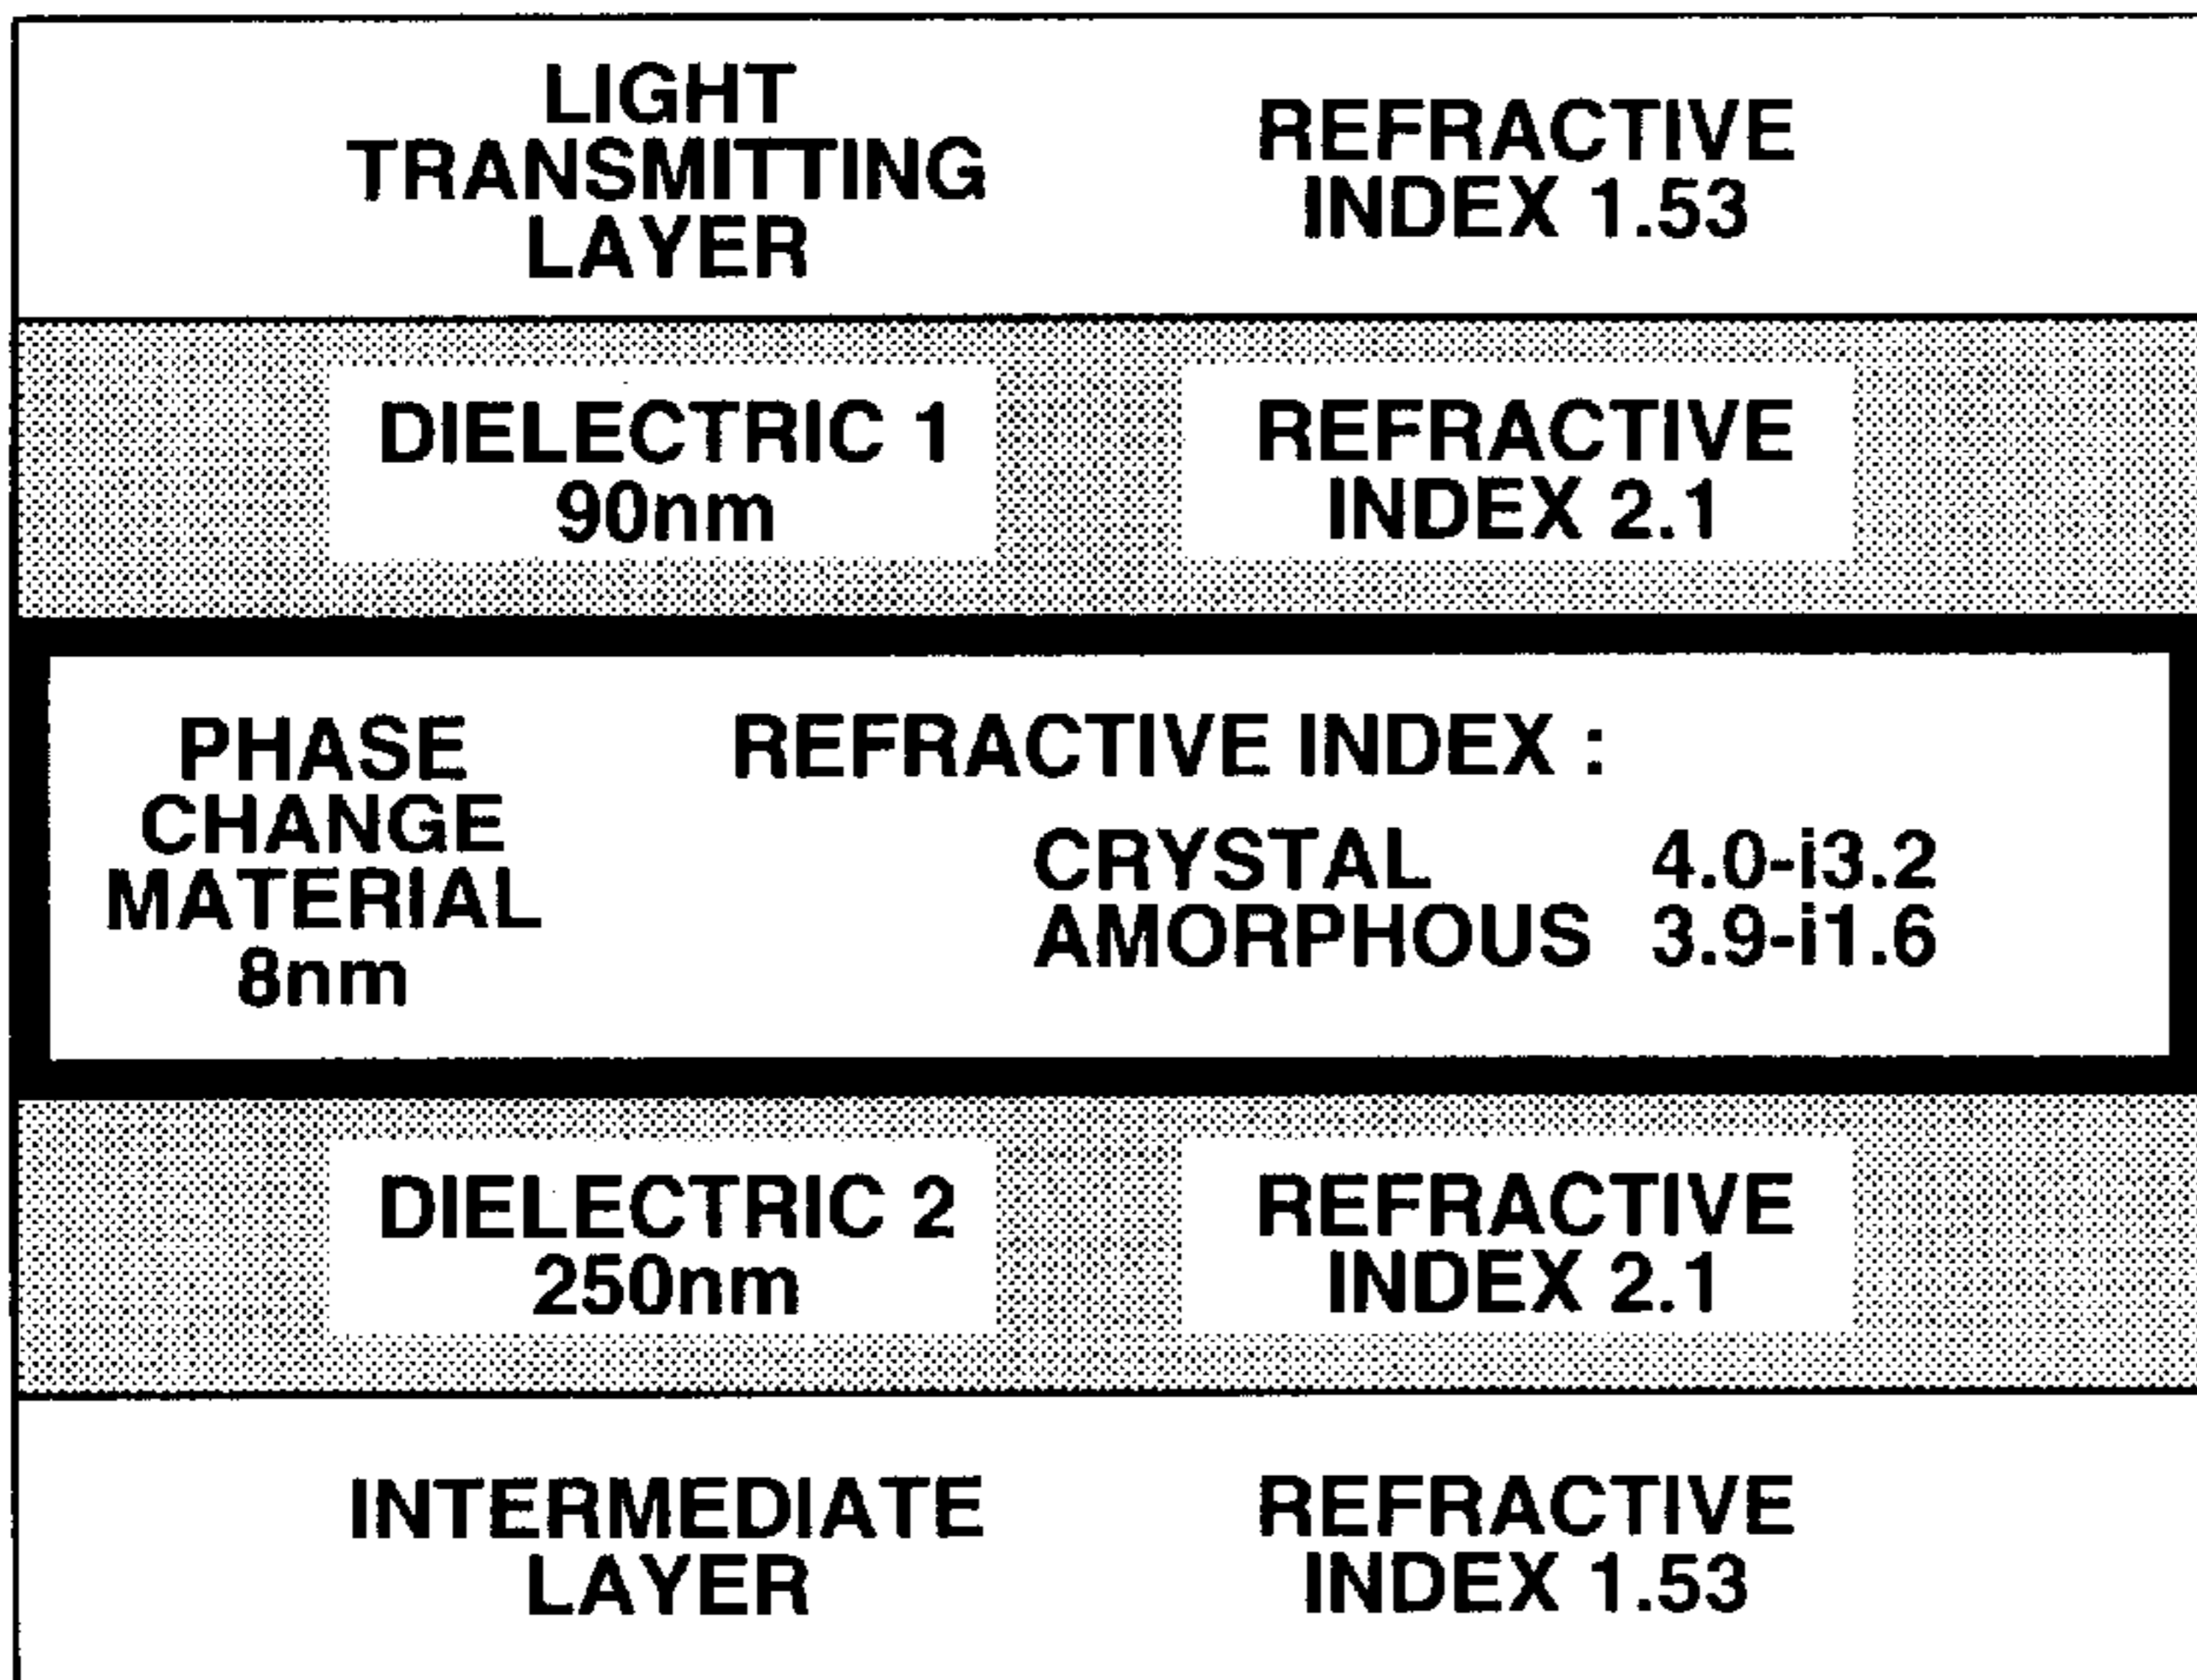 LIGHT
TRANSMITTING
LAYER
REFRACTIVE
INDEX 1.53
DIELECTRIC 1
90nm
REFRACTIVE
INDEX 2.1
PHASE
CHANGE
MATERIAL
8nm
REFRACTIVE INDEX :
CRYSTAL 4.0-i3.2
AMORPHOUS 3.9-i1.6
DIELECTRIC 2
250nm
REFRACTIVE
INDEX 2.1
INTERMEDIATE
LAYER
REFRACTIVE
INDEX 1.53